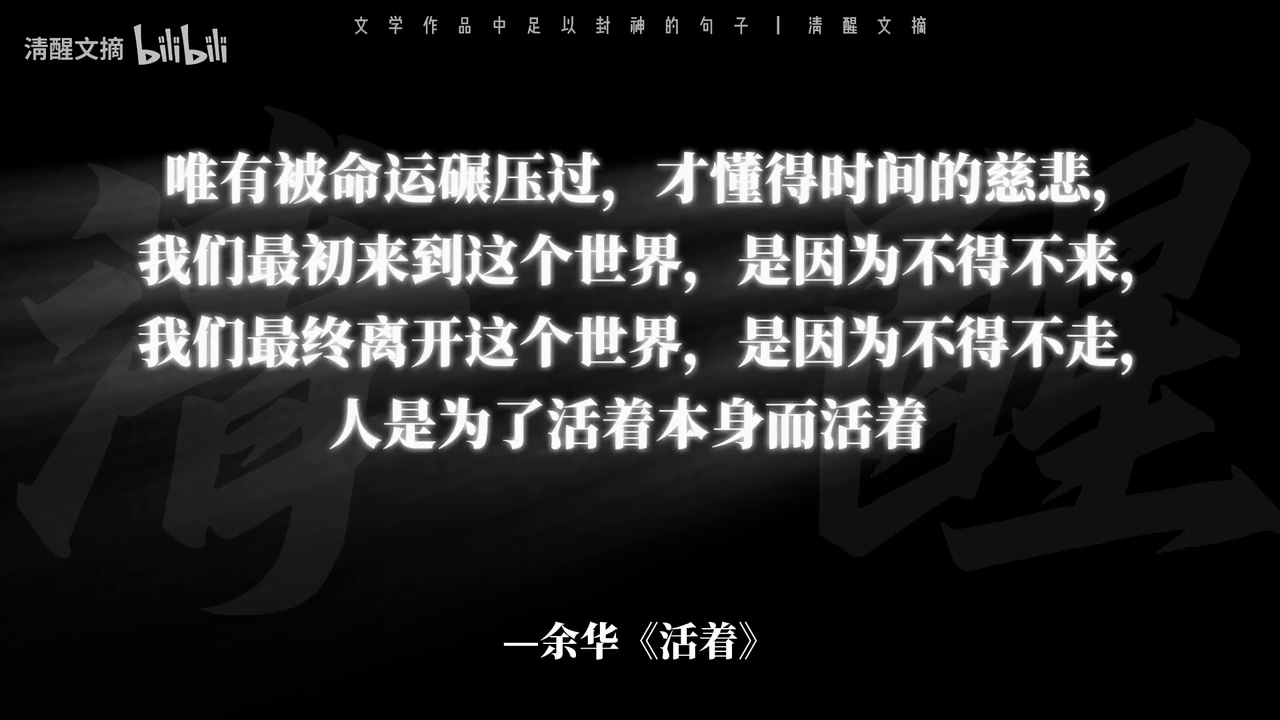 文学作品中足以封神的句子 | 清醒文摘
清醒文摘 bilibili
清醒
唯有被命运碾压过，才懂得时间的慈悲，
我们最初来到这个世界，是因为不得不来，
我们最终离开这个世界，是因为不得不走，
人是为了活着本身而活着
—余华《活着》